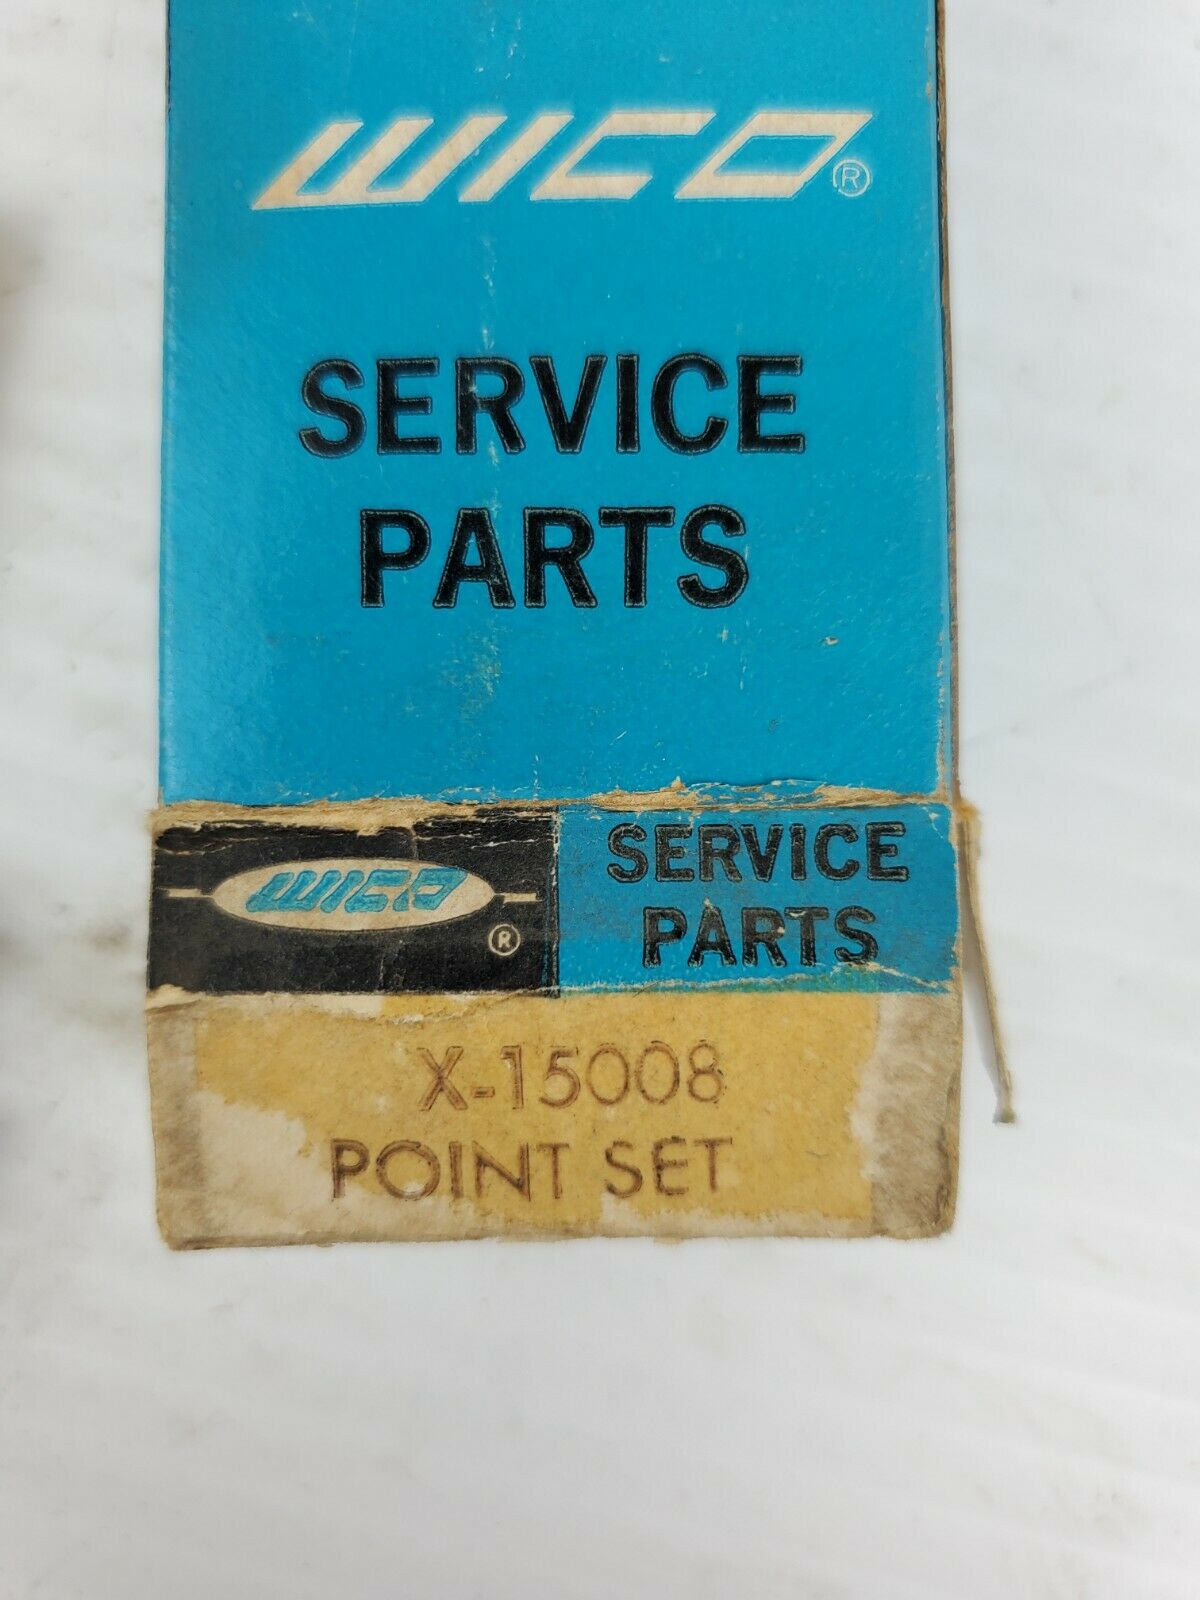 WICO ®
SERVICE
PARTS
WICO ®
SERVICE
PARTS
X-15008
POINT SET